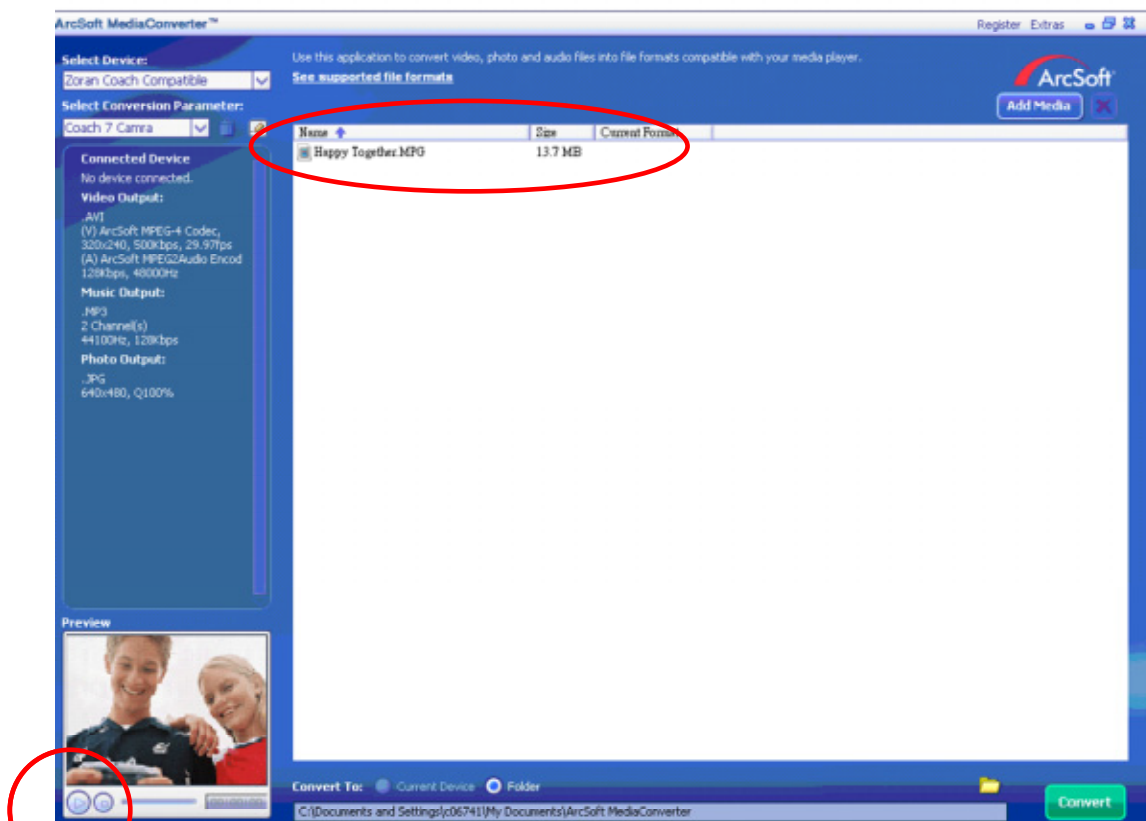 ArcSoft MediaConverter™
Register Extras
Select Device:
Zoran Coach Compatible
Select Conversion Parameter:
Coach 7 Camra
Use this application to convert video, photo and audio files into file formats compatible with your media player.
See supported file formats
ArcSoft
Add Media
Name Size Current Format
Happy Together.MPG 13.7 MB
Connected Device
No device connected.
Video Output:
.AVI
(V) ArcSoft MPEG-4 Codec,
320x240, 500Kbps, 29.97fps
(A) ArcSoft MPEG2Audio Encod
128Kbps, 48000Hz
Music Output:
.MP3
2 Channel(s)
44100Hz, 128Kbps
Photo Output:
.JPG
640x480, Q100%
Preview
Convert To: Current Device Folder
C:\Documents and Settings\c06741\My Documents\ArcSoft MediaConverter
Convert